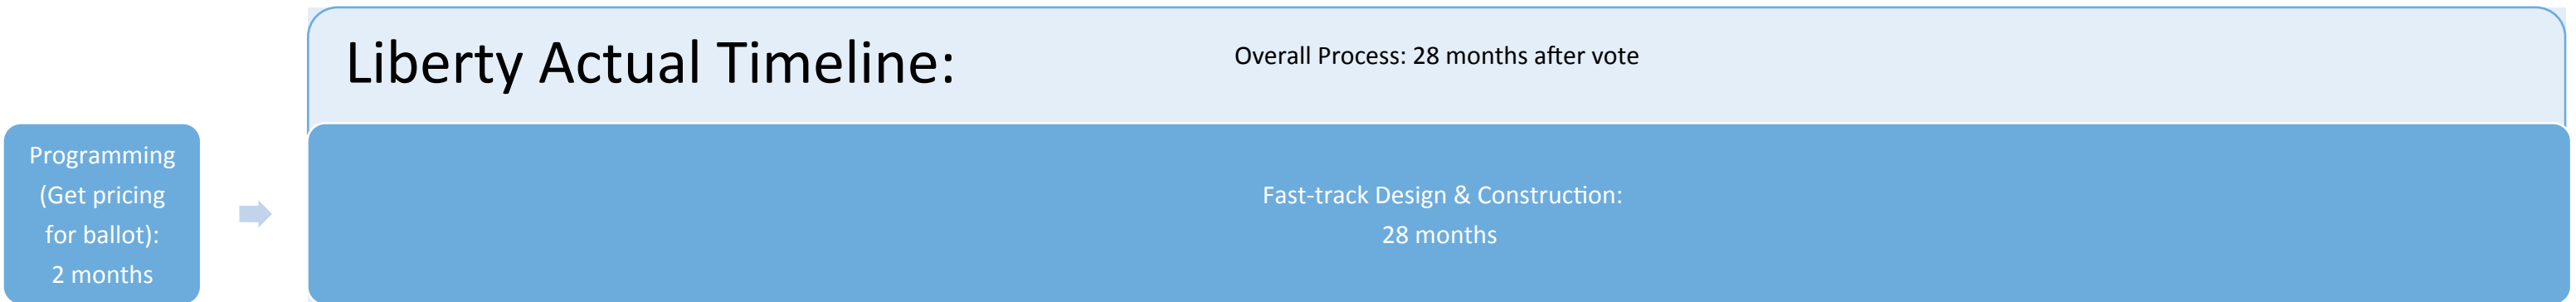 Liberty Actual Timeline:
Overall Process: 28 months after vote
Programming
(Get pricing
for ballot):
2 months
Fast-track Design & Construction:
28 months